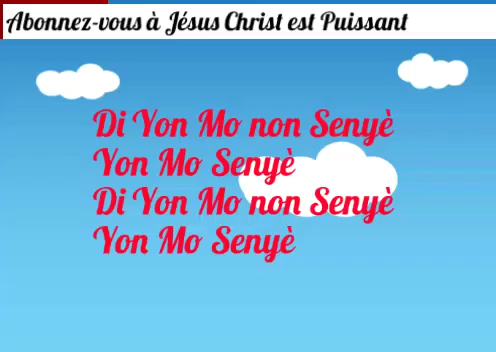 Abonnez-vous à Jésus Christ est Puissant
Di Yon Mo non Senyè
Yon Mo Senyè
Di Yon Mo non Senyè
Yon Mo Senyè